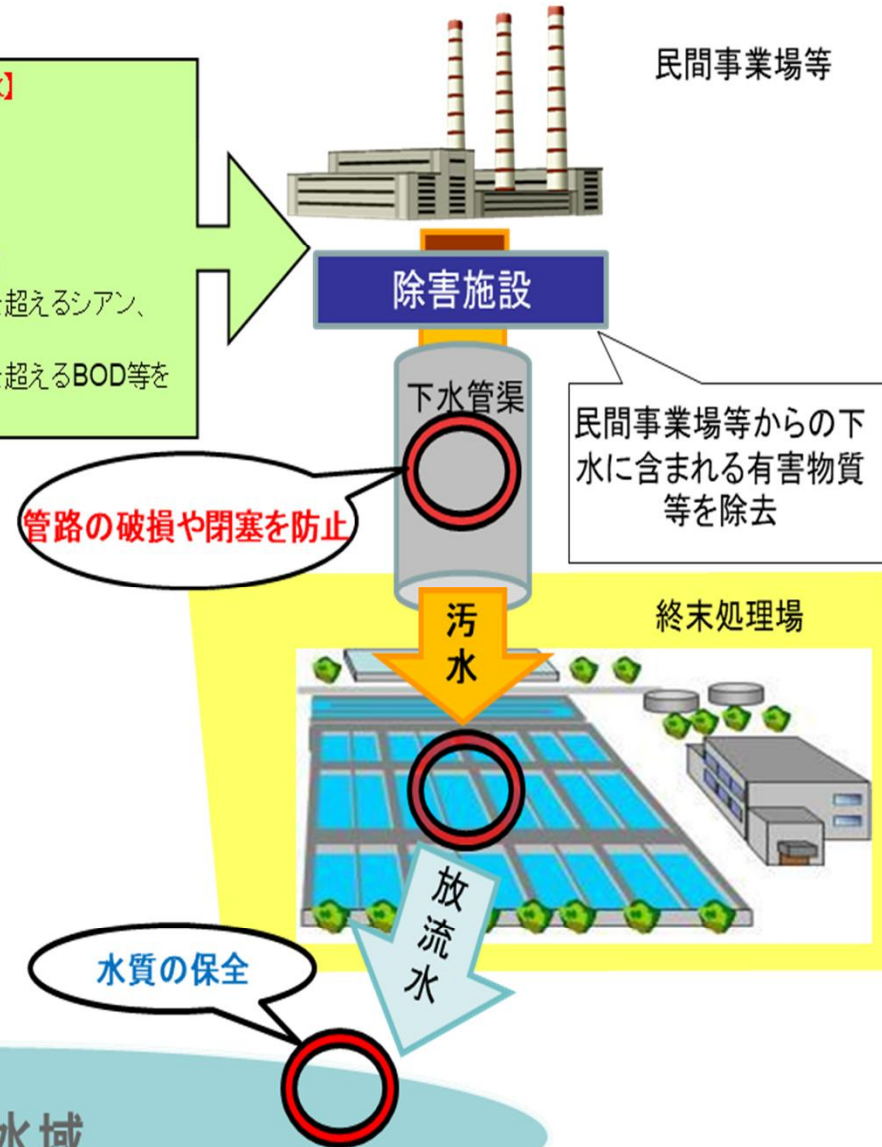 民間事業場等
】
を超えるシアン、
を超えるBOD等を
除害施設
下水管渠
民間事業場等からの下
水に含まれる有害物質
等を除去
管路の破損や閉塞を防止
汚
水
終末処理場
放
流
水
水質の保全
水域